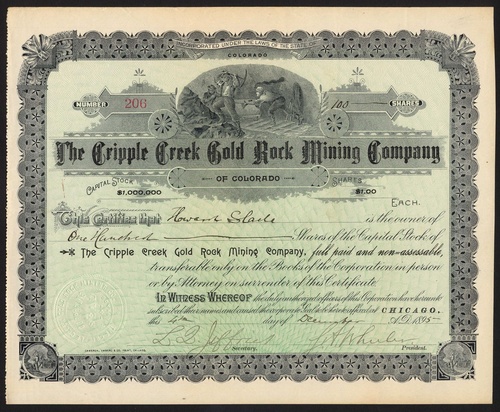 INCORPORATED UNDER THE LAWS OF THE STATE OF
COLORADO
NUMBER 206 100 SHARES
The Cripple Creek Gold Rock Mining Company
OF COLORADO
CAPITAL STOCK $1,000,000 SHARES $1.00 EACH.
This Certifies that Howard Slade is the owner of
One Hundred Shares of the Capital Stock of
The Cripple Creek Gold Rock Mining Company, full paid and non-assessable,
transferable only on the Books of the Corporation in person
or by Attorney on surrender of this Certificate.
IN WITNESS WHEREOF the duly authorized officers of this Corporation have hereunto
subscribed their names and caused the corporate Seal to be hereto affixed at CHICAGO,
this day of December A.D. 1895
Secretary. President.